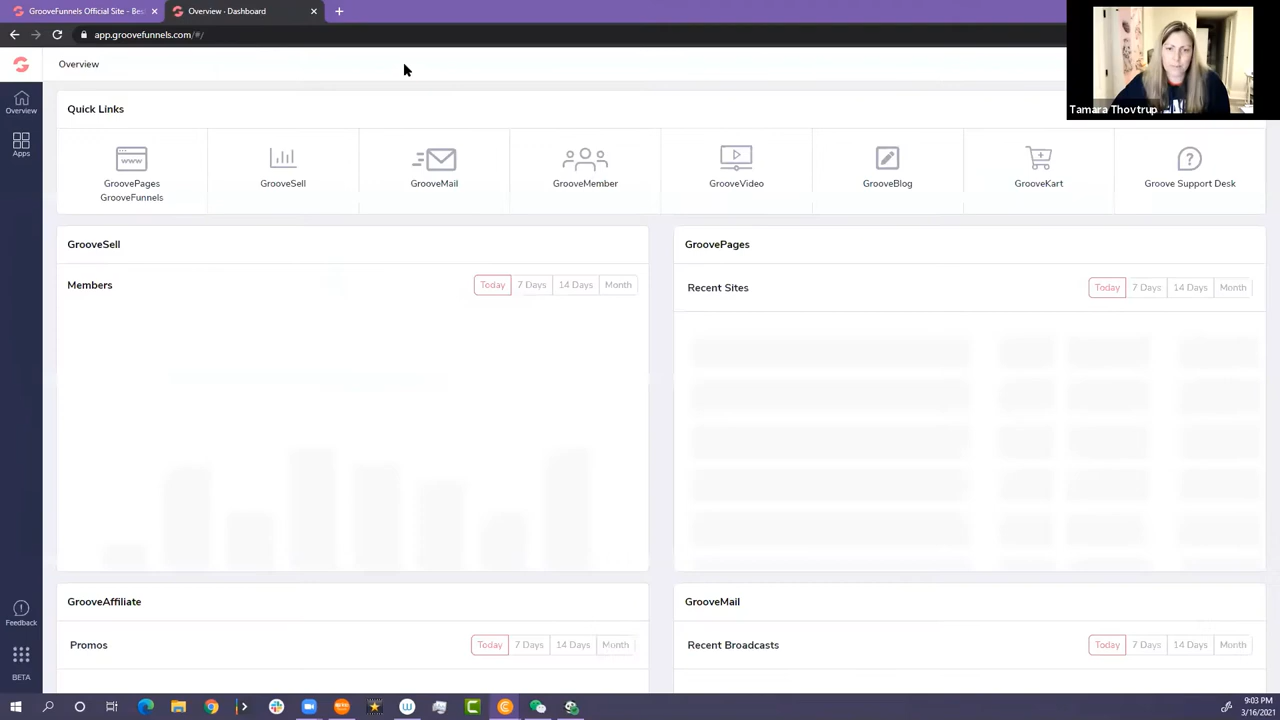 GrooveFunnels Official Site - Bes
Overview - Dashboard
app.groovefunnels.com/#/
Tamara Thovtrup
Overview
Overview
Apps
Quick Links
GroovePages
GrooveFunnels
GrooveSell
GrooveMail
GrooveMember
GrooveVideo
GrooveBlog
GrooveKart
Groove Support Desk
GrooveSell
Members
Today 7 Days 14 Days Month
GroovePages
Recent Sites
Today 7 Days 14 Days Month
GrooveAffiliate
Promos
Today 7 Days 14 Days Month
GrooveMail
Recent Broadcasts
Today 7 Days 14 Days Month
Feedback
BETA
9:03 PM
3/16/2021